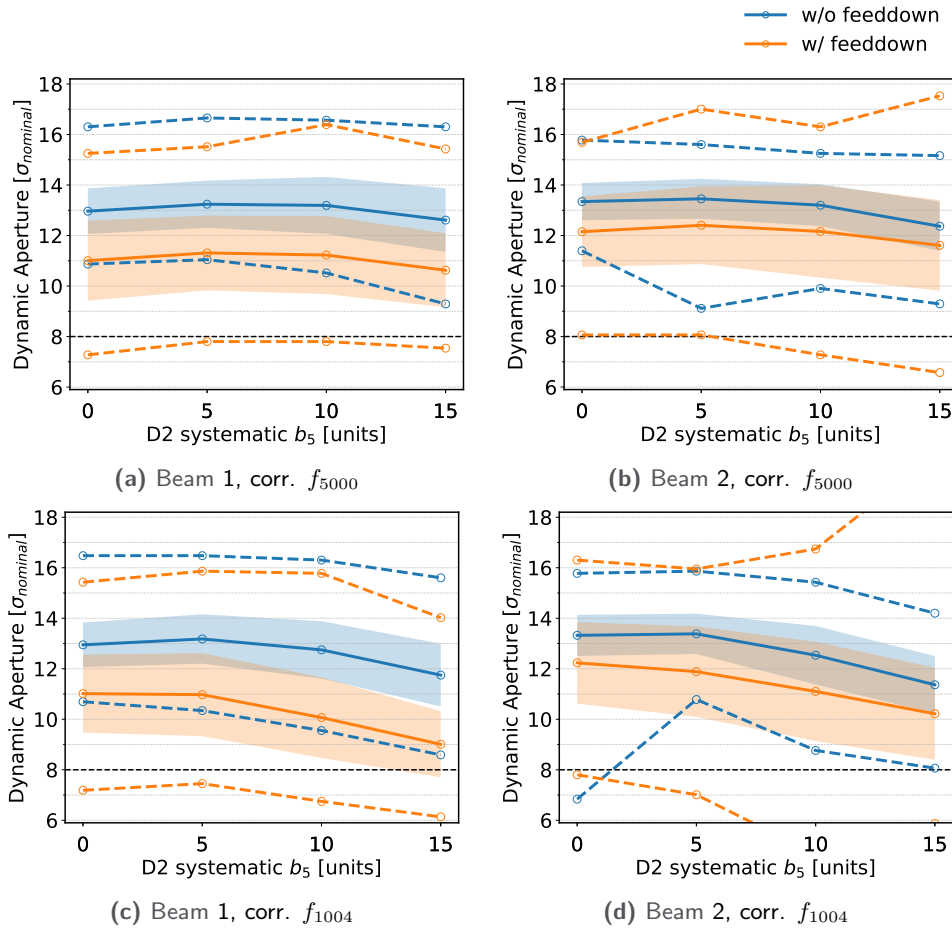 w/o feeddown
w/ feeddown
18
16
14
12
10
8
6
Dynamic Aperture [σnominal]
0 5 10 15
D2 systematic b5 [units]
(a) Beam 1, corr. f5000
18
16
14
12
10
8
6
Dynamic Aperture [σnominal]
0 5 10 15
D2 systematic b5 [units]
(b) Beam 2, corr. f5000
18
16
14
12
10
8
6
Dynamic Aperture [σnominal]
0 5 10 15
D2 systematic b5 [units]
(c) Beam 1, corr. f1004
18
16
14
12
10
8
6
Dynamic Aperture [σnominal]
0 5 10 15
D2 systematic b5 [units]
(d) Beam 2, corr. f1004